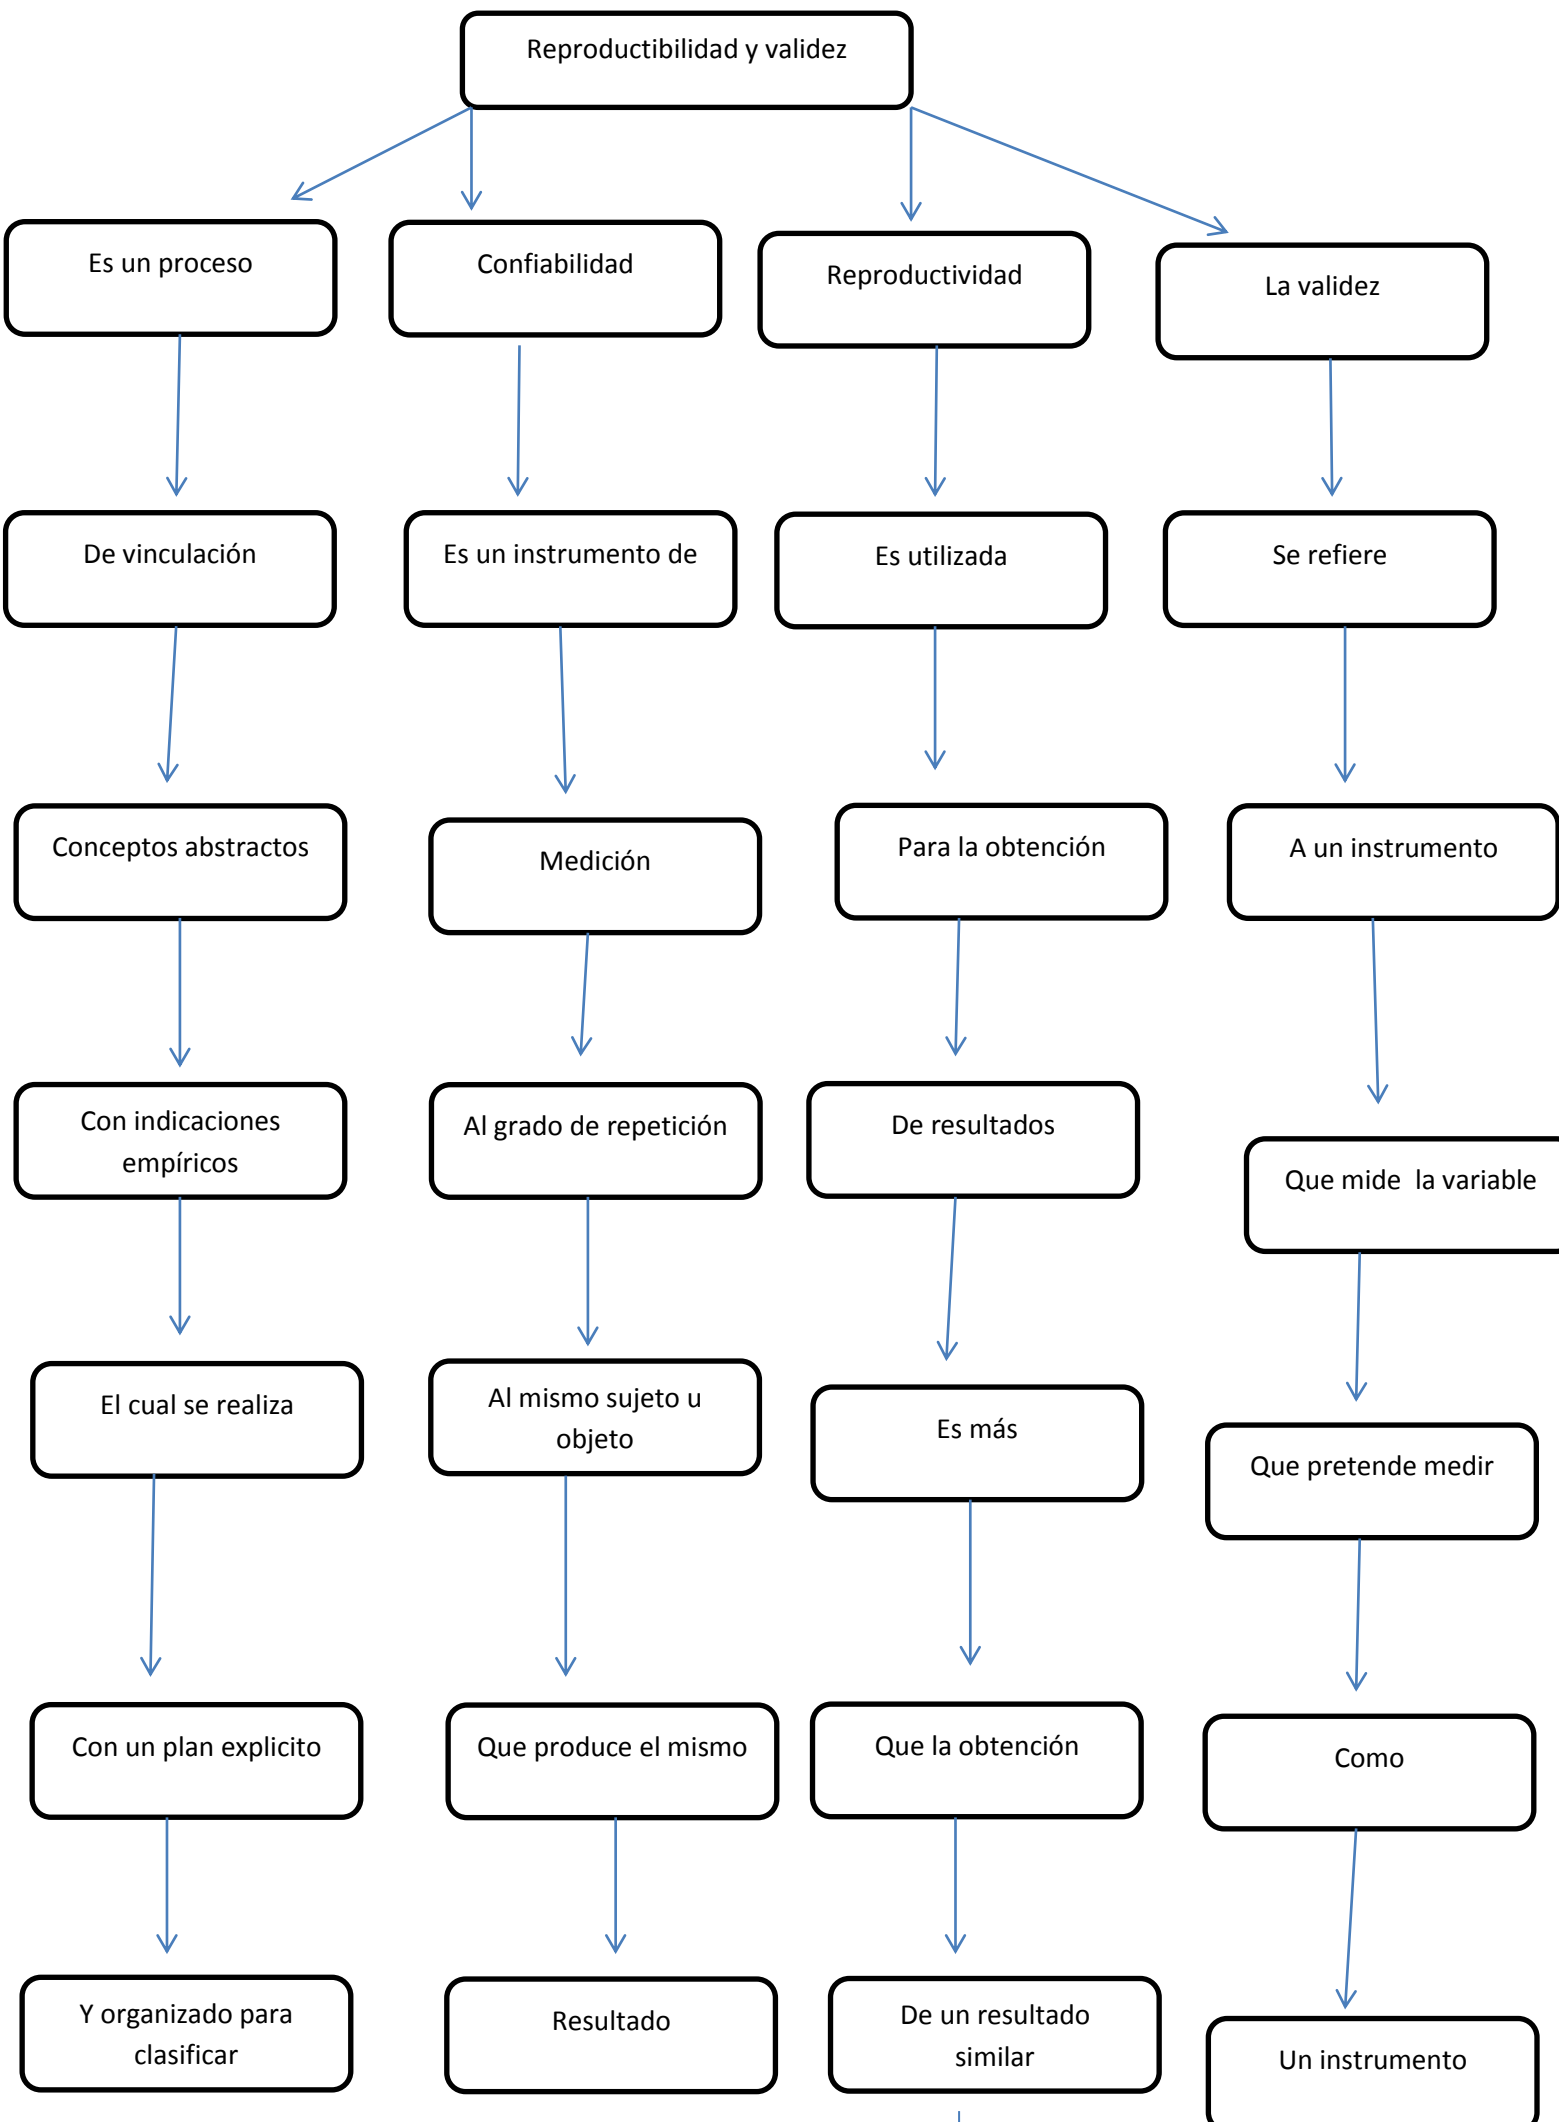 Reproductibilidad y validez
Es un proceso
Confiabilidad
Reproductividad
La validez
De vinculación
Es un instrumento de
Es utilizada
Se refiere
Conceptos abstractos
Medición
Para la obtención
A un instrumento
Con indicaciones
empíricos
Al grado de repetición
De resultados
Que mide  la variable
El cual se realiza
Al mismo sujeto u
objeto
Es más
Que pretende medir
Con un plan explicito
Que produce el mismo
Que la obtención
Como
Y organizado para
clasificar
Resultado
De un resultado
similar
Un instrumento